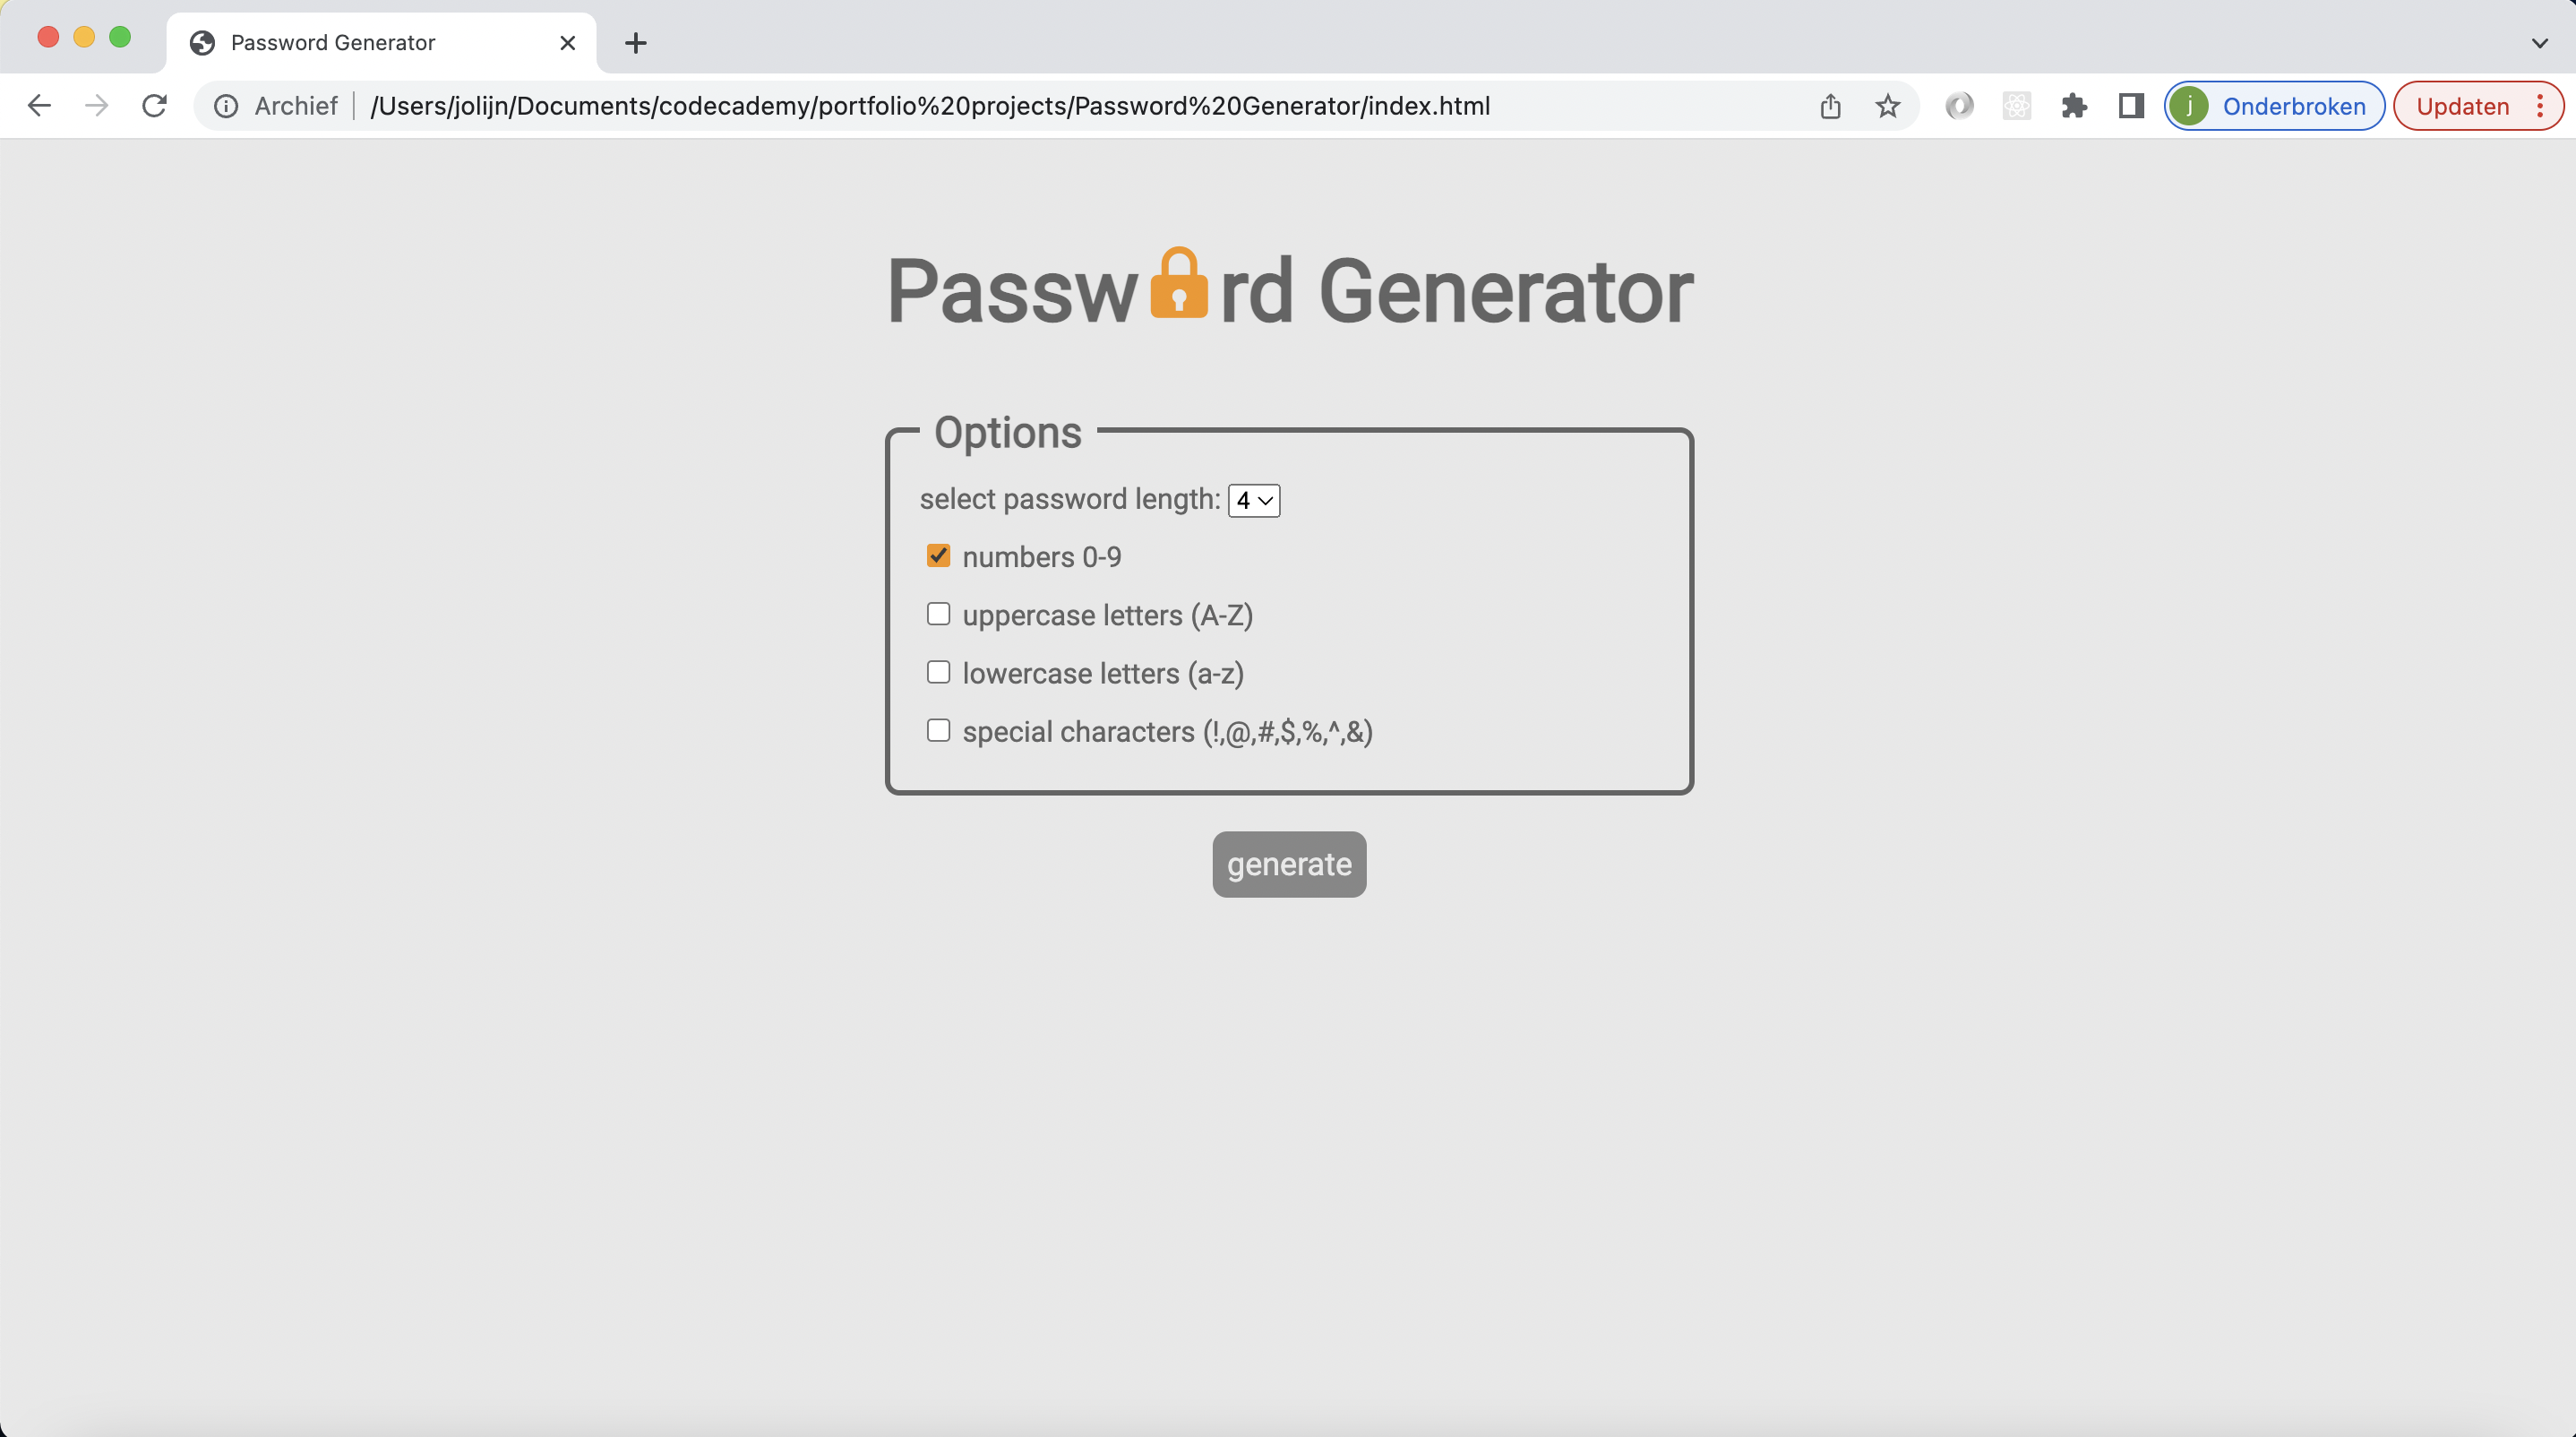 Password Generator
Archief /Users/jolijn/Documents/codecademy/portfolio%20projects/Password%20Generator/index.html
j Onderbroken
Updaten
Passw rd Generator
Options
select password length: 4
numbers 0-9
uppercase letters (A-Z)
lowercase letters (a-z)
special characters (!,@,#,$,%,^,&)
generate